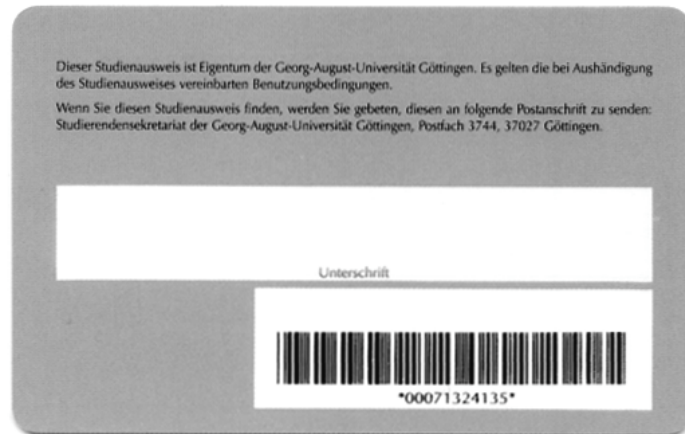 Dieser Studienausweis ist Eigentum der Georg-August-Universität Göttingen. Es gelten die bei Aushändigung
des Studienausweises vereinbarten Benutzungsbedingungen.
Wenn Sie diesen Studienausweis finden, werden Sie gebeten, diesen an folgende Postanschrift zu senden:
Studierendensekretariat der Georg-August-Universität Göttingen, Postfach 3744, 37027 Göttingen.
Unterschrift
*00071324135*